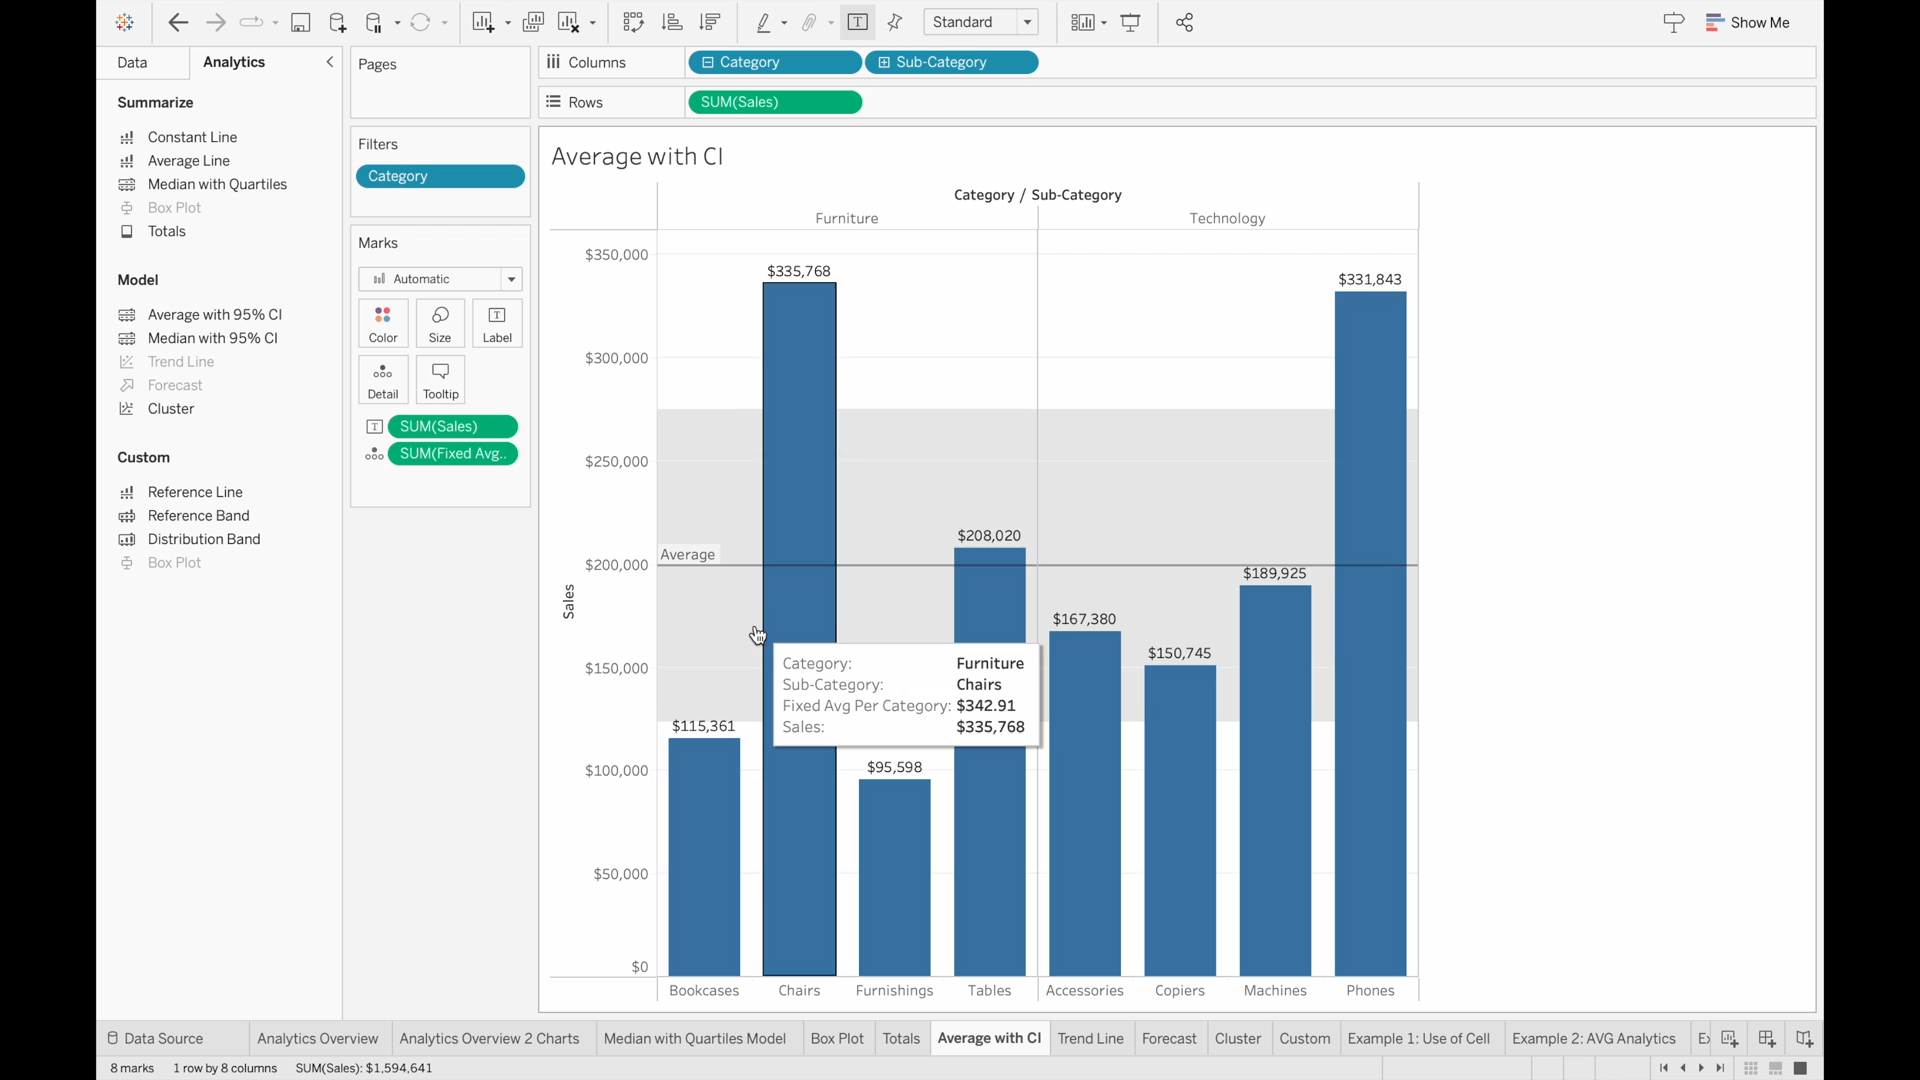 Standard
Show Me
Data
Analytics
Pages
Columns
Category
Sub-Category
Rows
SUM(Sales)
Summarize
Constant Line
Average Line
Median with Quartiles
Box Plot
Totals
Model
Average with 95% CI
Median with 95% CI
Trend Line
Forecast
Cluster
Custom
Reference Line
Reference Band
Distribution Band
Box Plot
Filters
Category
Marks
Automatic
Color
Size
Label
Detail
Tooltip
SUM(Sales)
SUM(Fixed Avg..
Average with CI
Category / Sub-Category
Furniture
Technology
$350,000
$300,000
$250,000
$200,000
$150,000
$100,000
$50,000
$0
Sales
Average
$335,768
$331,843
$208,020
$189,925
$167,380
$150,745
$115,361
$95,598
Category: Furniture
Sub-Category: Chairs
Fixed Avg Per Category: $342.91
Sales: $335,768
Bookcases
Chairs
Furnishings
Tables
Accessories
Copiers
Machines
Phones
Data Source
Analytics Overview
Analytics Overview 2 Charts
Median with Quartiles Model
Box Plot
Totals
Average with CI
Trend Line
Forecast
Cluster
Custom
Example 1: Use of Cell
Example 2: AVG Analytics
8 marks
1 row by 8 columns
SUM(Sales): $1,594,641